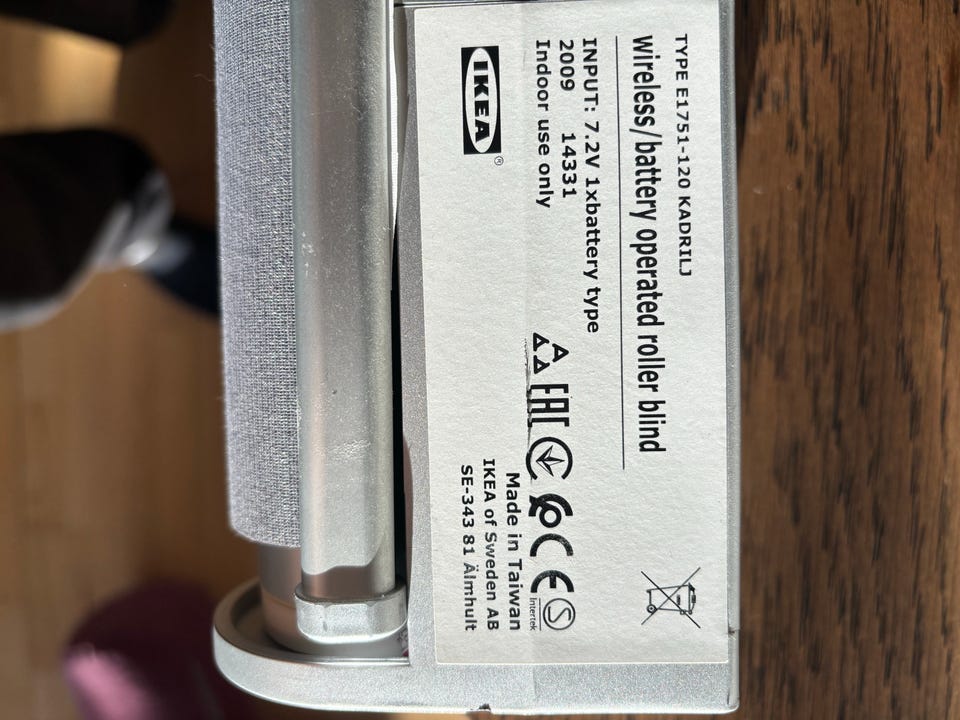 TYPE E1751-120 KADRILJ
wireless/battery operated roller blind
INPUT: 7.2V 1xbattery type
2009 14331
Indoor use only
IKEA®
EAC
CE
S
Intertek
Made in Taiwan
IKEA of Sweden AB
SE-343 81 Älmhult